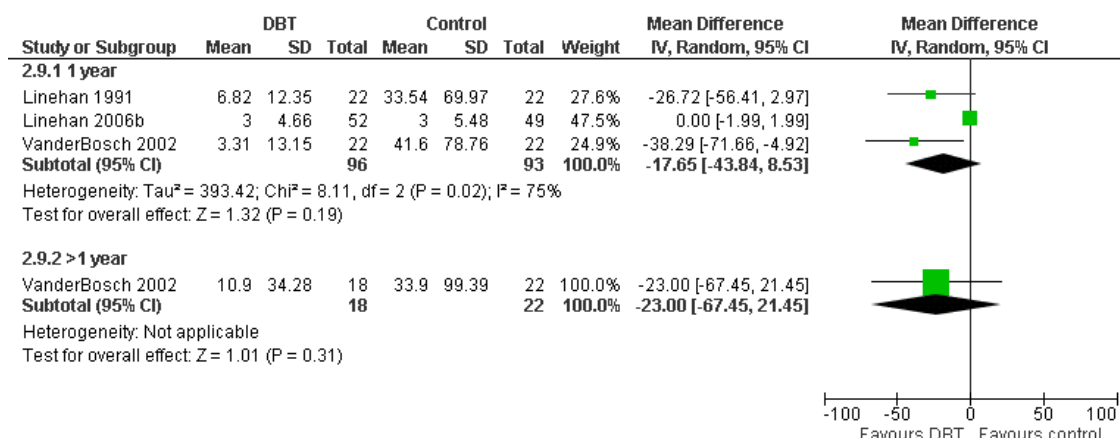 DBT Control Mean Difference Mean Difference
Study or Subgroup Mean SD Total Mean SD Total Weight IV, Random, 95% CI IV, Random, 95% CI
2.9.1 1 year
Linehan 1991 6.82 12.35 22 33.54 69.97 22 27.6% -26.72 [-56.41, 2.97]
Linehan 2006b 3 4.66 52 3 5.48 49 47.5% 0.00 [-1.99, 1.99]
VanderBosch 2002 3.31 13.15 22 41.6 78.76 22 24.9% -38.29 [-71.66, -4.92]
Subtotal (95% CI) 96 93 100.0% -17.65 [-43.84, 8.53]
Heterogeneity: Tau² = 393.42; Chi² = 8.11, df = 2 (P = 0.02); I² = 75%
Test for overall effect: Z = 1.32 (P = 0.19)
2.9.2 >1 year
VanderBosch 2002 10.9 34.28 18 33.9 99.39 22 100.0% -23.00 [-67.45, 21.45]
Subtotal (95% CI) 18 22 100.0% -23.00 [-67.45, 21.45]
Heterogeneity: Not applicable
Test for overall effect: Z = 1.01 (P = 0.31)
-100 -50 0 50 100
Favours DBT Favours control